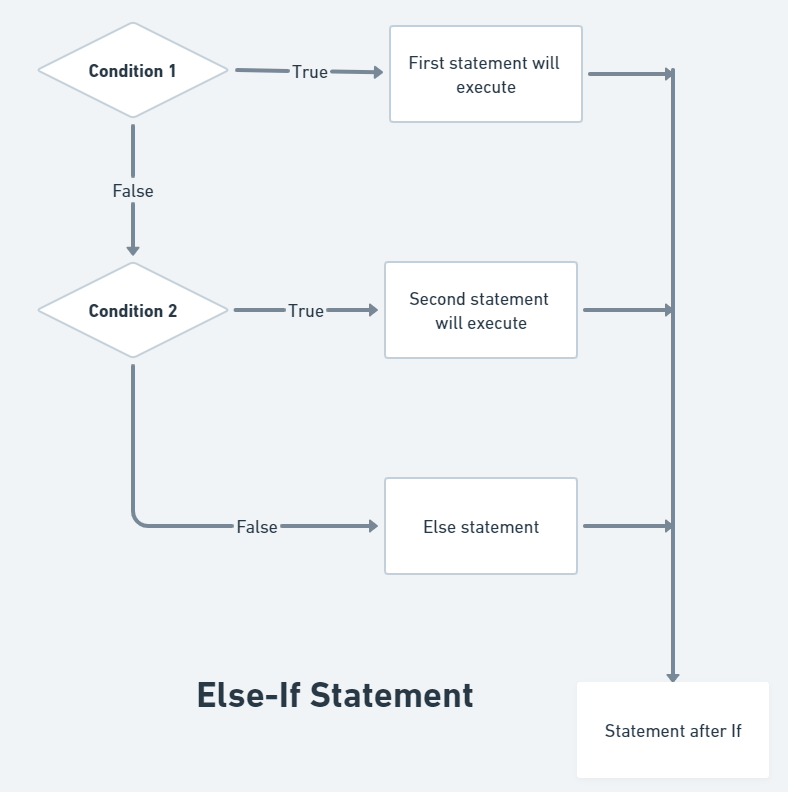 Condition 1
True
First statement will
execute
False
Condition 2
True
Second statement
will execute
False
Else statement
Else-If Statement
Statement after If